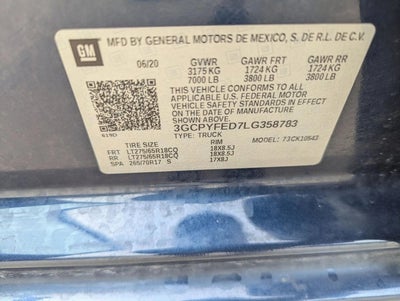 GM
MFD BY GENERAL MOTORS DE MEXICO, S. DE R.L. DE C.V.
06/20 GVWR GAWR FRT GAWR RR
3175 KG 1724 KG 1724 KG
7000 LB 3800 LB 3800 LB
THIS VEHICLE CONFORMS TO ALL
APPLICABLE U.S. FEDERAL MOTOR
VEHICLE SAFETY STANDARDS IN
EFFECT ON THE DATE OF
MANUFACTURE SHOWN ABOVE.
3GCPYFED7LG358783
TYPE: TRUCK MODEL: 
TIRE SIZE RIM
FRT LT275/65R18CQ 18X8.5J
RR LT275/65R18CQ 18X8.5J
SPA 265/70R17 S 17X8J